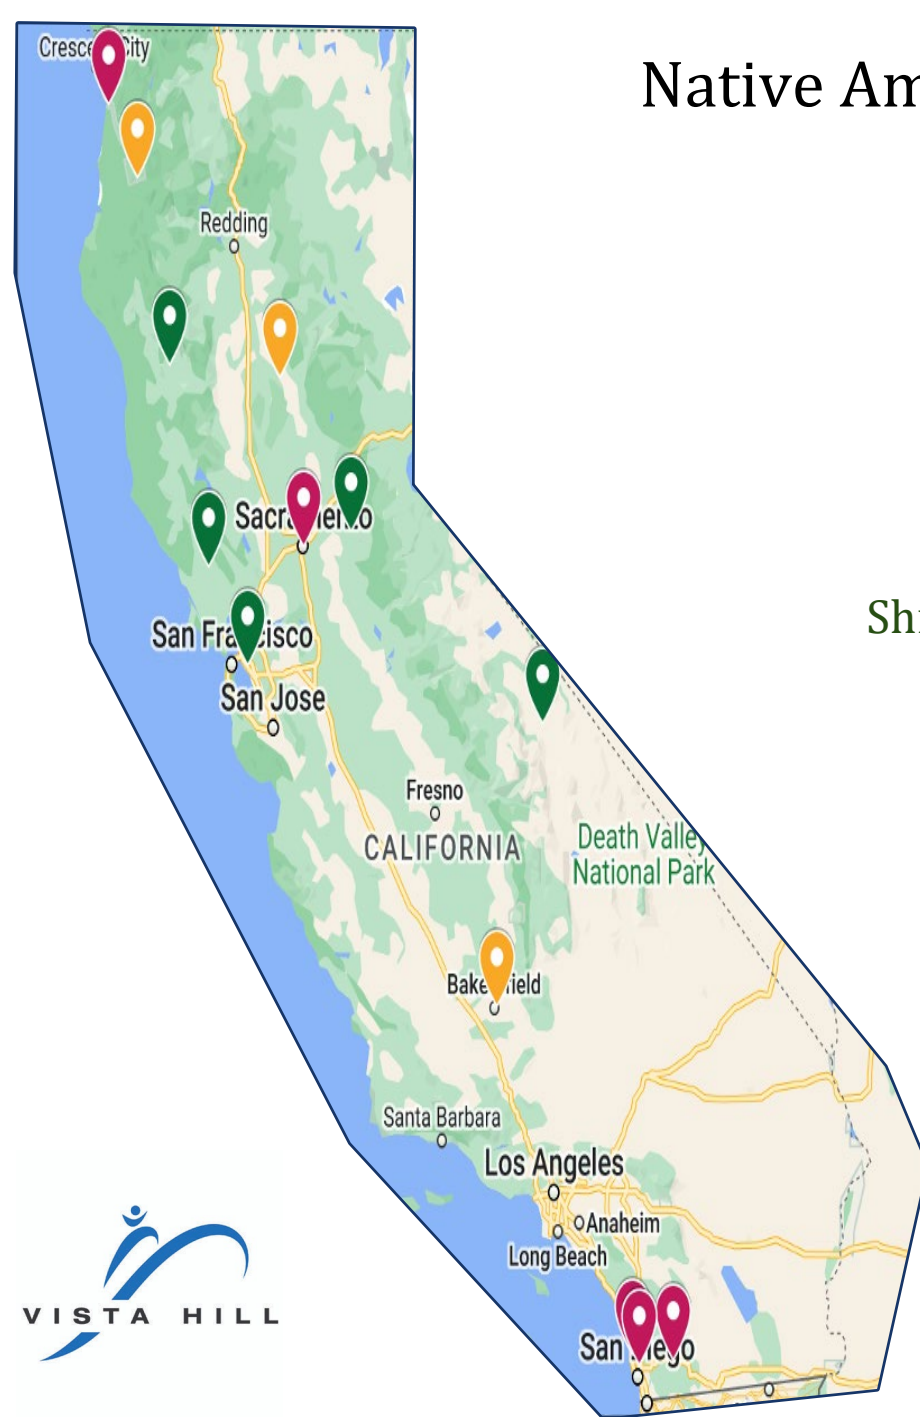 Native Am
Redding
San Jose
Shi
Fresno
CALIFORNIA
Death Valley
National Park
Santa Barbara
Los Angeles
Anaheim
Long Beach
VISTA HILL